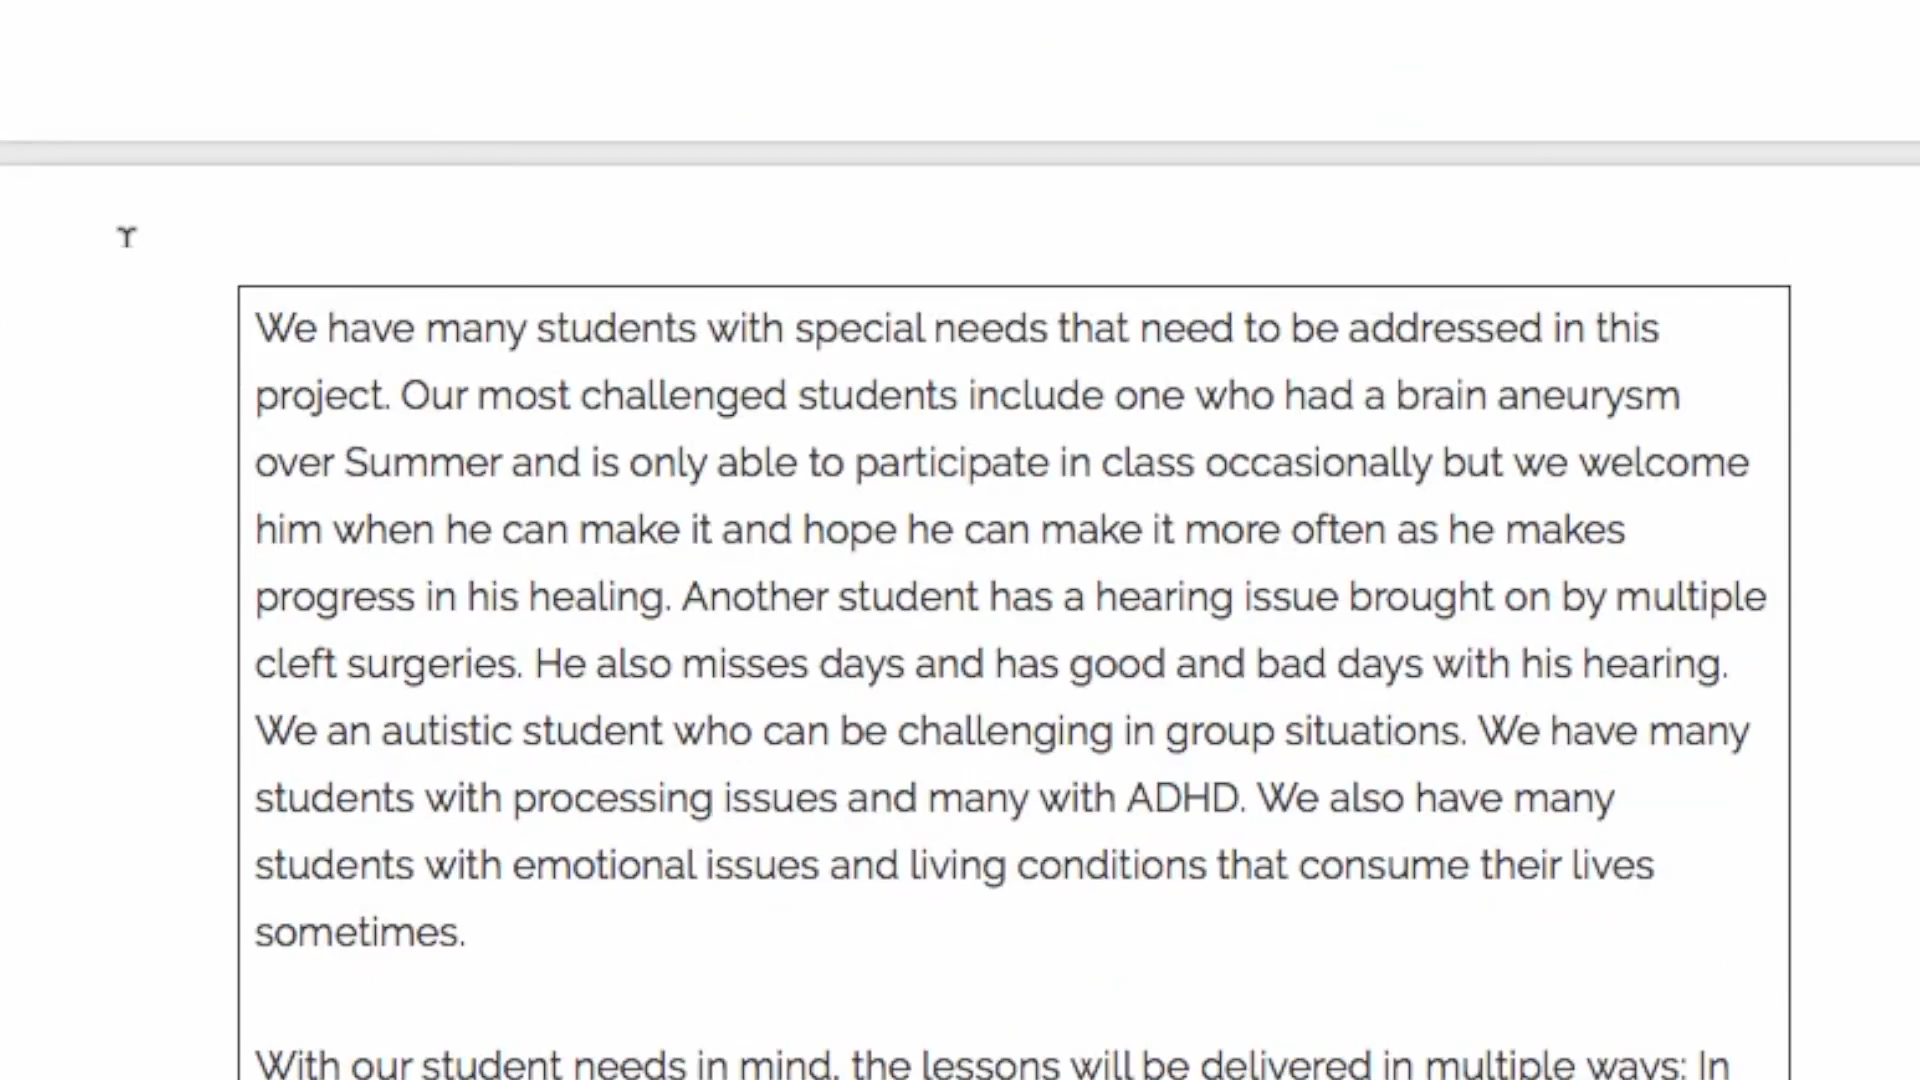 We have many students with special needs that need to be addressed in this
project. Our most challenged students include one who had a brain aneurysm
over Summer and is only able to participate in class occasionally but we welcome
him when he can make it and hope he can make it more often as he makes
progress in his healing. Another student has a hearing issue brought on by multiple
cleft surgeries. He also misses days and has good and bad days with his hearing.
We an autistic student who can be challenging in group situations. We have many
students with processing issues and many with ADHD. We also have many
students with emotional issues and living conditions that consume their lives
sometimes.
With our student needs in mind, the lessons will be delivered in multiple ways: In